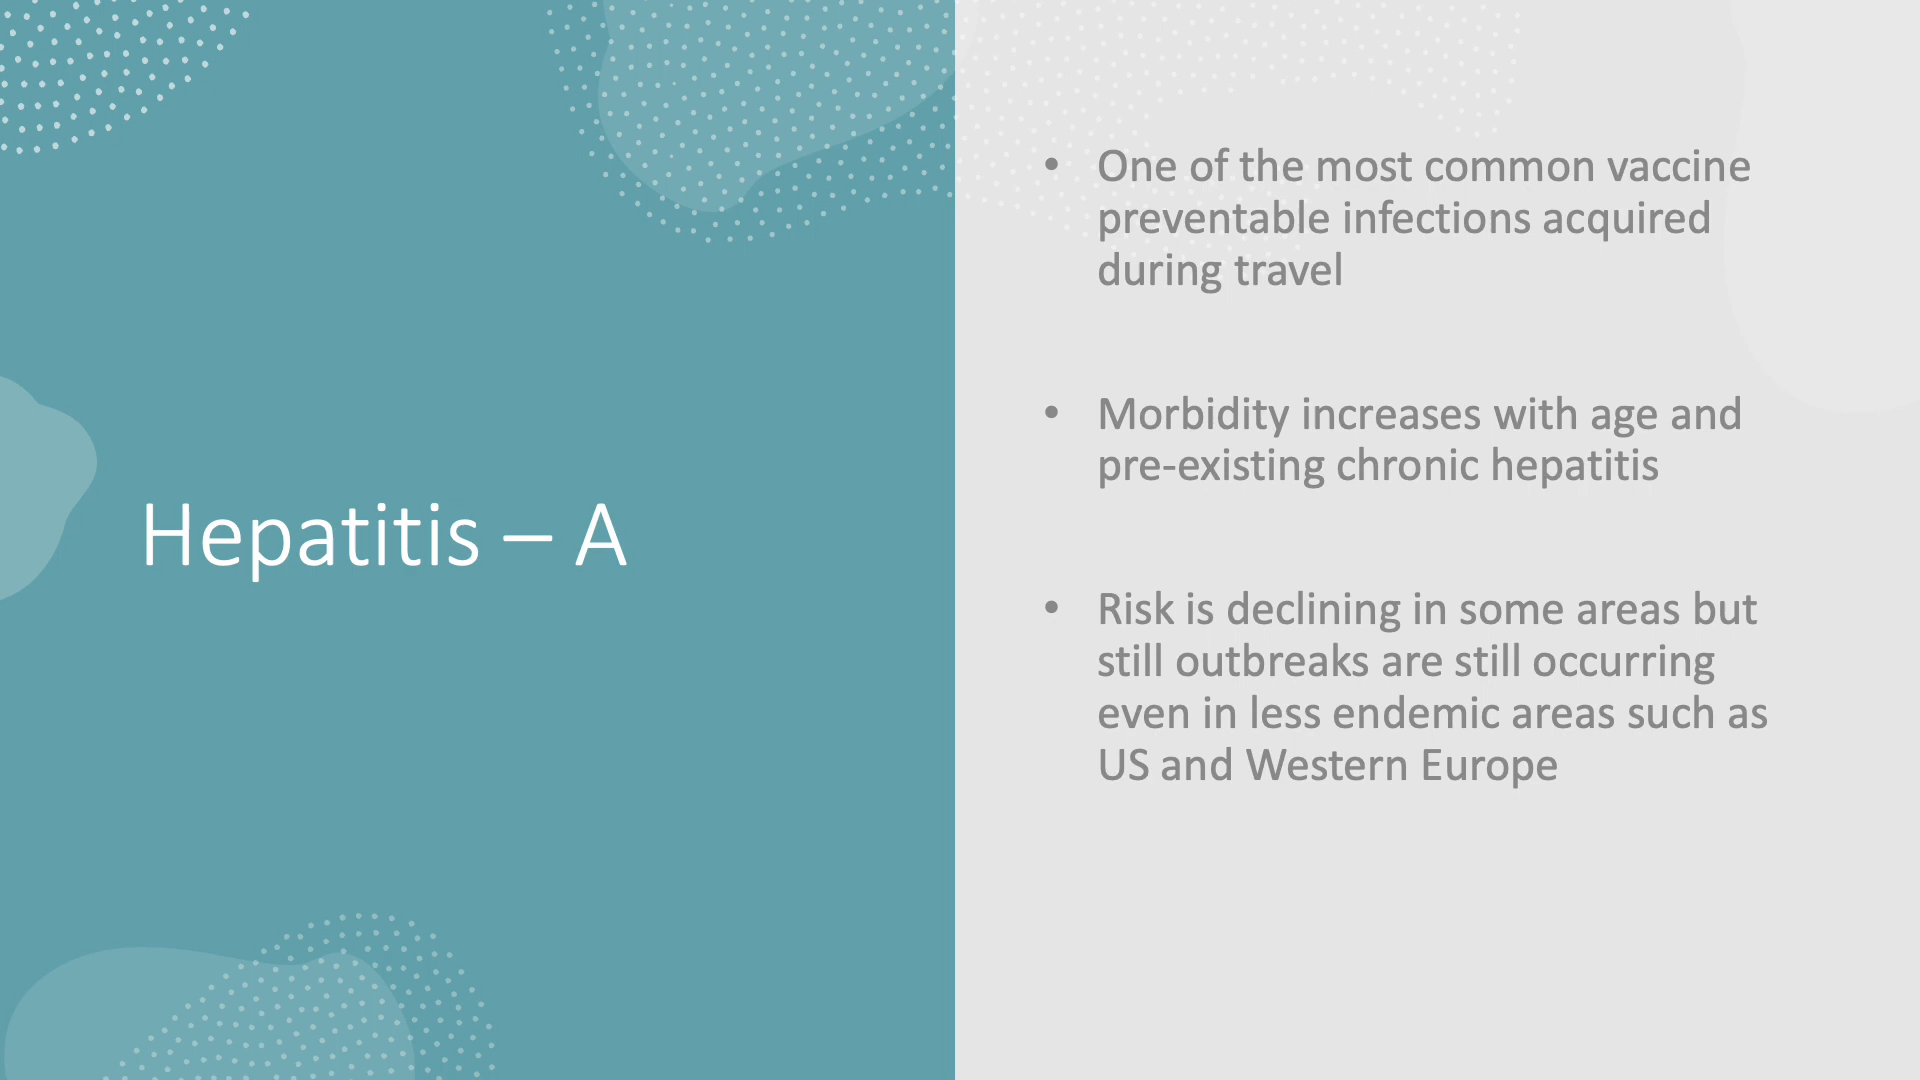 Hepatitis – A
• One of the most common vaccine
preventable infections acquired
during travel
• Morbidity increases with age and
pre-existing chronic hepatitis
• Risk is declining in some areas but
still outbreaks are still occurring
even in less endemic areas such as
US and Western Europe